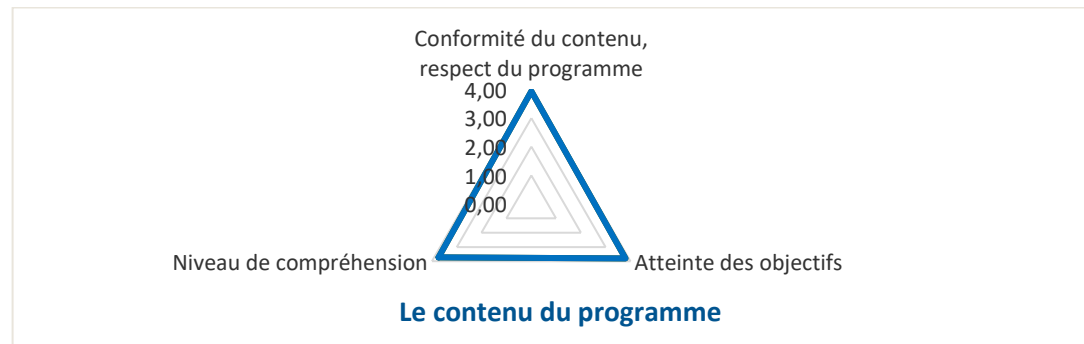 Conformité du contenu,
respect du programme
4,00
3,00
2,00
1,00
0,00
Niveau de compréhension
Atteinte des objectifs
Le contenu du programme